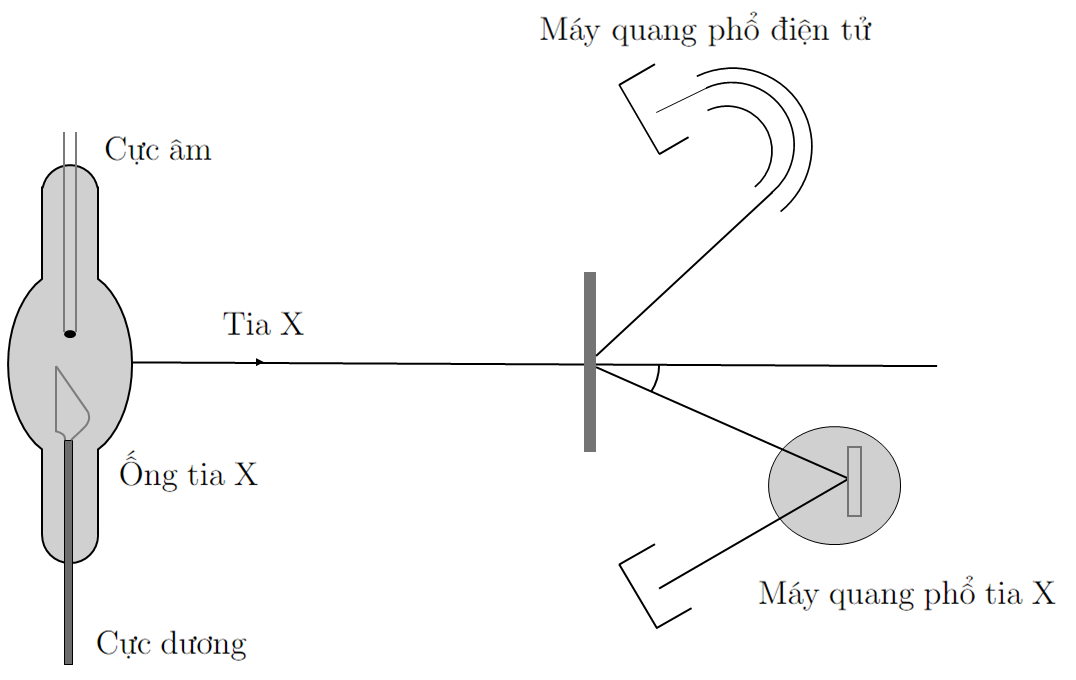 Máy quang phổ điện tử
Cực âm
Tia X
Ống tia X
Máy quang phổ tia X
Cực dương